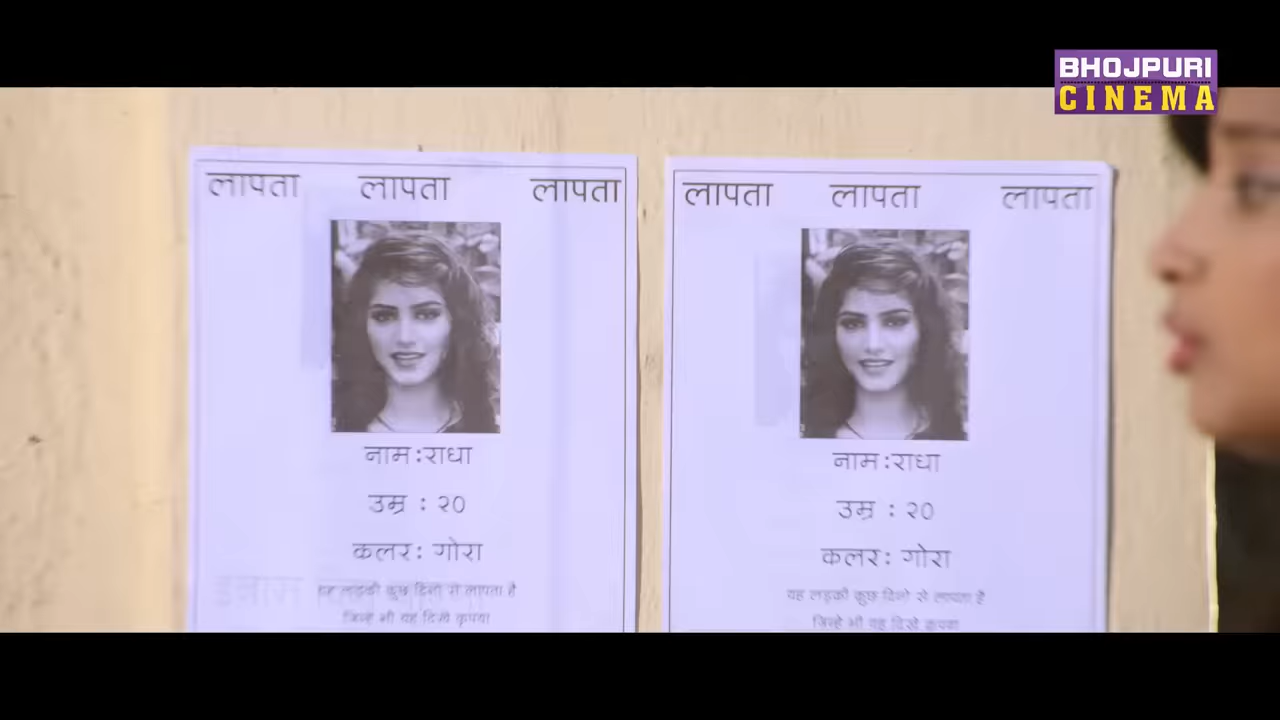 BHOJPURI
CINEMA
लापता लापता लापता
नाम :राधा
उम्र : २०
कलर: गोरा
यह लड़की कुछ दिनो से लापता है
जिन्हे भी यह दिखे कृपया
लापता लापता लापता
नाम :राधा
उम्र : २०
कलर: गोरा
यह लड़की कुछ दिनो से लापता है
जिन्हे भी यह दिखे कृपया